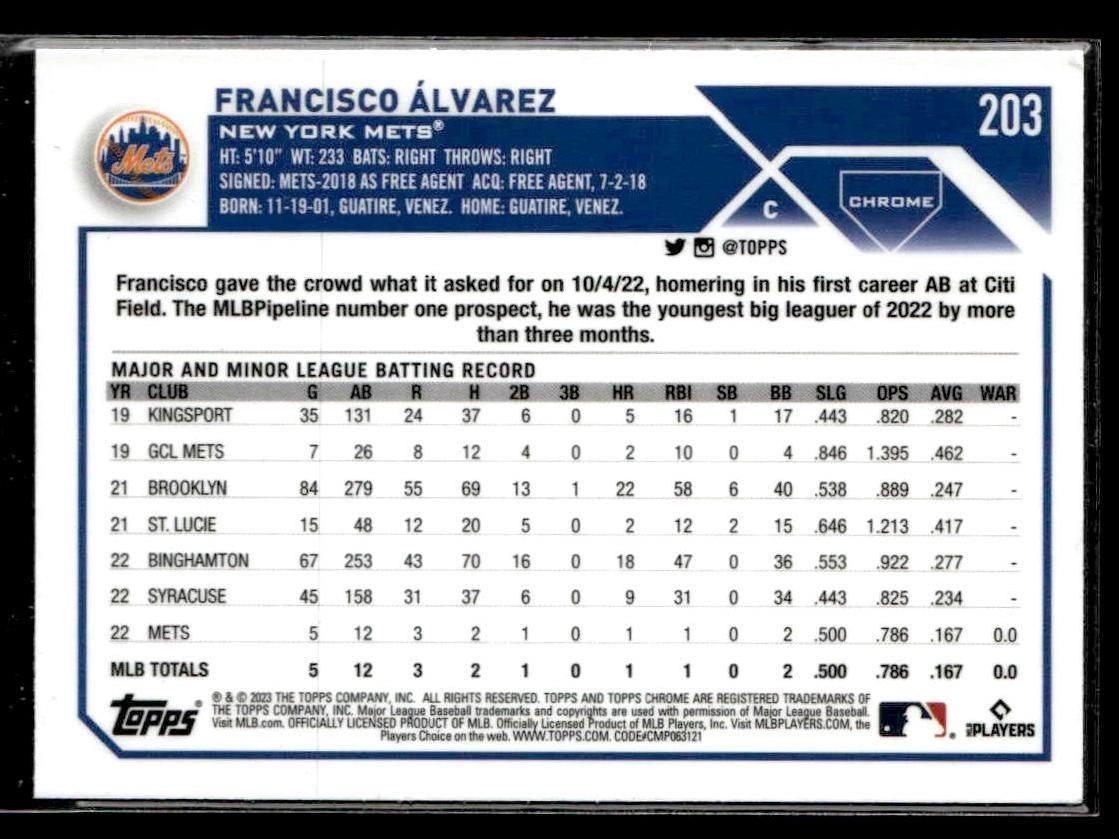 FRANCISCO ÁLVAREZ
203
Mets
NEW YORK METS®
HT: 5'10" WT: 233 BATS: RIGHT THROWS: RIGHT
SIGNED: METS-2018 AS FREE AGENT ACQ: FREE AGENT, 7-2-18
BORN: 11-19-01, GUATIRE, VENEZ. HOME: GUATIRE, VENEZ.
C
CHROME
@TOPPS
Francisco gave the crowd what it asked for on 10/4/22, homering in his first career AB at Citi
Field. The MLBPipeline number one prospect, he was the youngest big leaguer of 2022 by more
than three months.
MAJOR AND MINOR LEAGUE BATTING RECORD
YR CLUB G AB R H 2B 3B HR RBI SB BB SLG OPS AVG WAR
19 KINGSPORT 35 131 24 37 6 0 5 16 1 17 .443 .820 .282 -
19 GCL METS 7 26 8 12 4 0 2 10 0 4 .846 1.395 .462 -
21 BROOKLYN 84 279 55 69 13 1 22 58 6 40 .538 .889 .247 -
21 ST. LUCIE 15 48 12 20 5 0 2 12 2 15 .646 1.213 .417 -
22 BINGHAMTON 67 253 43 70 16 0 18 47 0 36 .553 .922 .277 -
22 SYRACUSE 45 158 31 37 6 0 9 31 0 34 .443 .825 .234 -
22 METS 5 12 3 2 1 0 1 1 0 2 .500 .786 .167 0.0
MLB TOTALS 5 12 3 2 1 0 1 1 0 2 .500 .786 .167 0.0
Topps®
® & © 2023 THE TOPPS COMPANY, INC. ALL RIGHTS RESERVED. TOPPS AND TOPPS CHROME ARE REGISTERED TRADEMARKS OF
THE TOPPS COMPANY, INC. Major League Baseball trademarks and copyrights are used with permission of Major League Baseball.
Visit MLB.com. OFFICIALLY LICENSED PRODUCT OF MLB. Officially Licensed Product of MLB Players, Inc. Visit MLBPLAYERS.COM, the
Players Choice on the web. WWW.TOPPS.COM. CODE#CMP063121
MLB PLAYERS